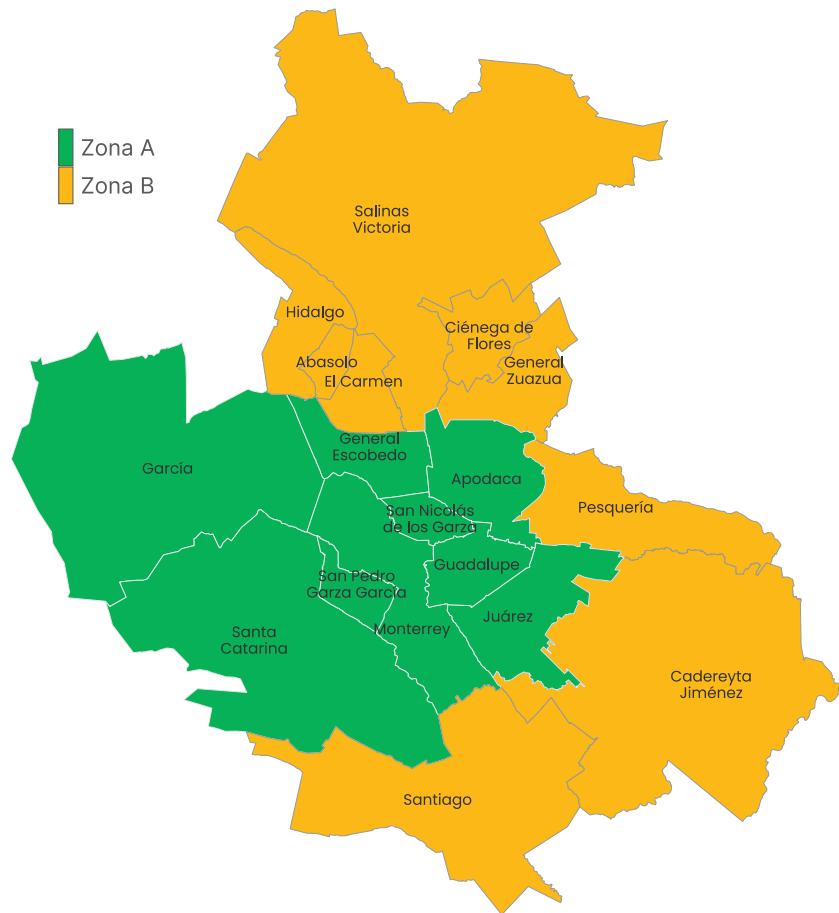 Zona A
Zona B
Salinas
Victoria
Hidalgo
Ciénega de
Flores
Abasolo
General
Zuazua
El Carmen
General
Escobedo
García
Apodaca
Pesquería
San Nicolás
de los Garza
Guadalupe
San Pedro
Garza García
Juárez
Monterrey
Santa
Catarina
Cadereyta
Jiménez
Santiago